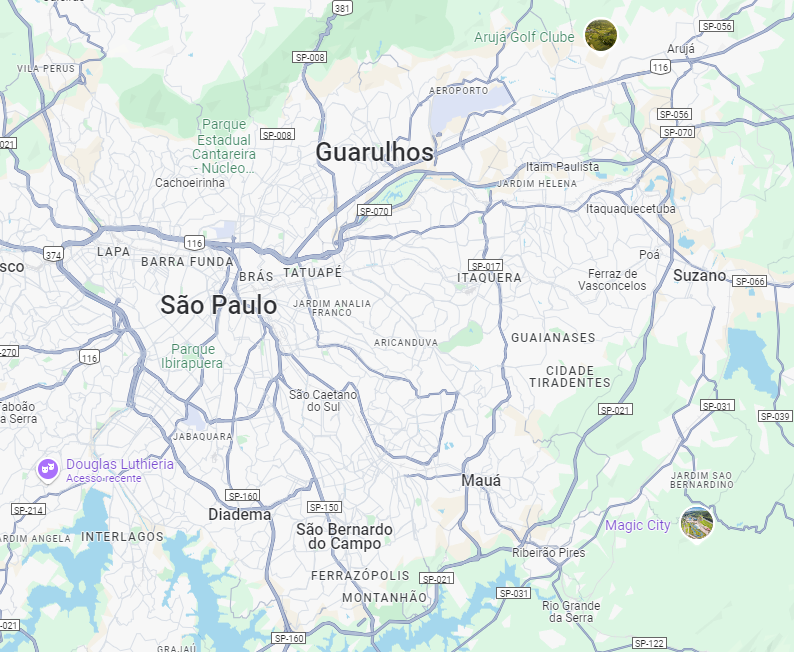 381
SP-056
Arujá Golf Clube
Arujá
SP-008
116
VILA PERUS
AEROPORTO
SP-056
Parque
Estadual
Cantareira
- Núcleo...
SP-008
SP-070
021
Guarulhos
Itaim Paulista
Cachoeirinha
JARDIM HELENA
SP-070
Itaquaquecetuba
116
374
LAPA
BARRA FUNDA
Poá
sco
BRÁS
TATUAPÉ
SP-017
ITAQUERA
Ferraz de
Vasconcelos
Suzano
SP-066
São Paulo
JARDIM ANALIA
FRANCO
ARICANDUVA
GUAIANASES
Parque
Ibirapuera
-270
116
CIDADE
TIRADENTES
São Caetano
do Sul
Taboão
a Serra
SP-021
SP-031
SP-039
JABAQUARA
Douglas Luthieria
Acesso recente
Mauá
JARDIM SAO
BERNARDINO
SP-160
SP-214
SP-150
Diadema
Magic City
São Bernardo
do Campo
ARDIM ANGELA
INTERLAGOS
Ribeirão Pires
FERRAZÓPOLIS
SP-021
MONTANHÃO
SP-031
Rio Grande
da Serra
-021
SP-160
SP-122
GRAJAÚ